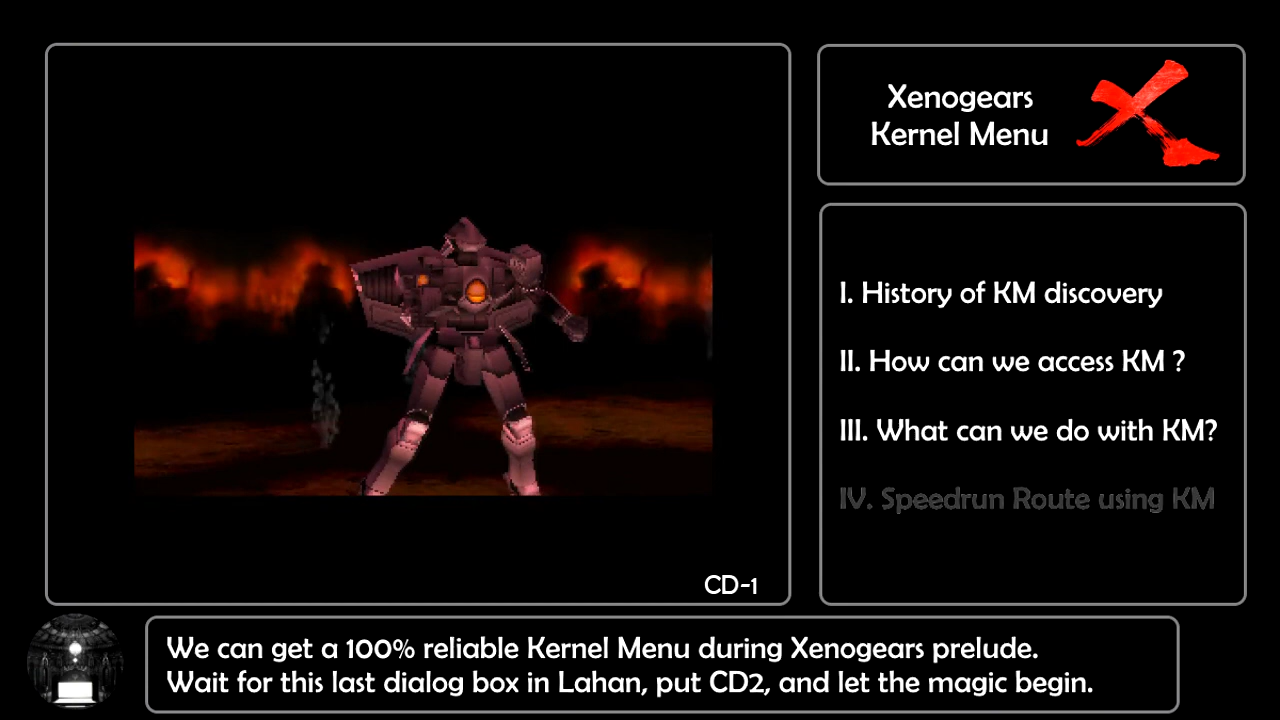 Xenogears
Kernel Menu
I. History of KM discovery
II. How can we access KM ?
III. What can we do with KM?
IV. Speedrun Route using KM
CD-1
We can get a 100% reliable Kernel Menu during Xenogears prelude.
Wait for this last dialog box in Lahan, put CD2, and let the magic begin.